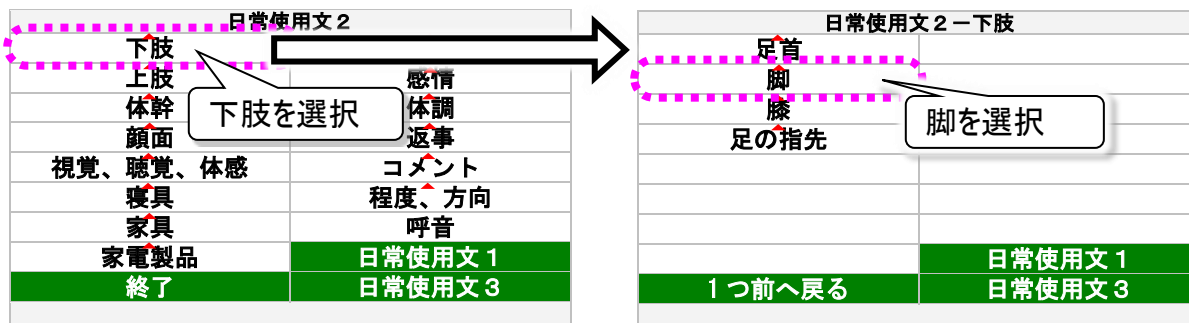 日常使用文２
下肢
上肢 感情
体幹 体調
顔面 返事
視覚、聴覚、体感 コメント
寝具 程度、方向
家具 呼音
家電製品 日常使用文１
終了 日常使用文３
下肢を選択
日常使用文２－下肢
足首
脚
膝
足の指先
日常使用文１
１つ前へ戻る 日常使用文３
脚を選択